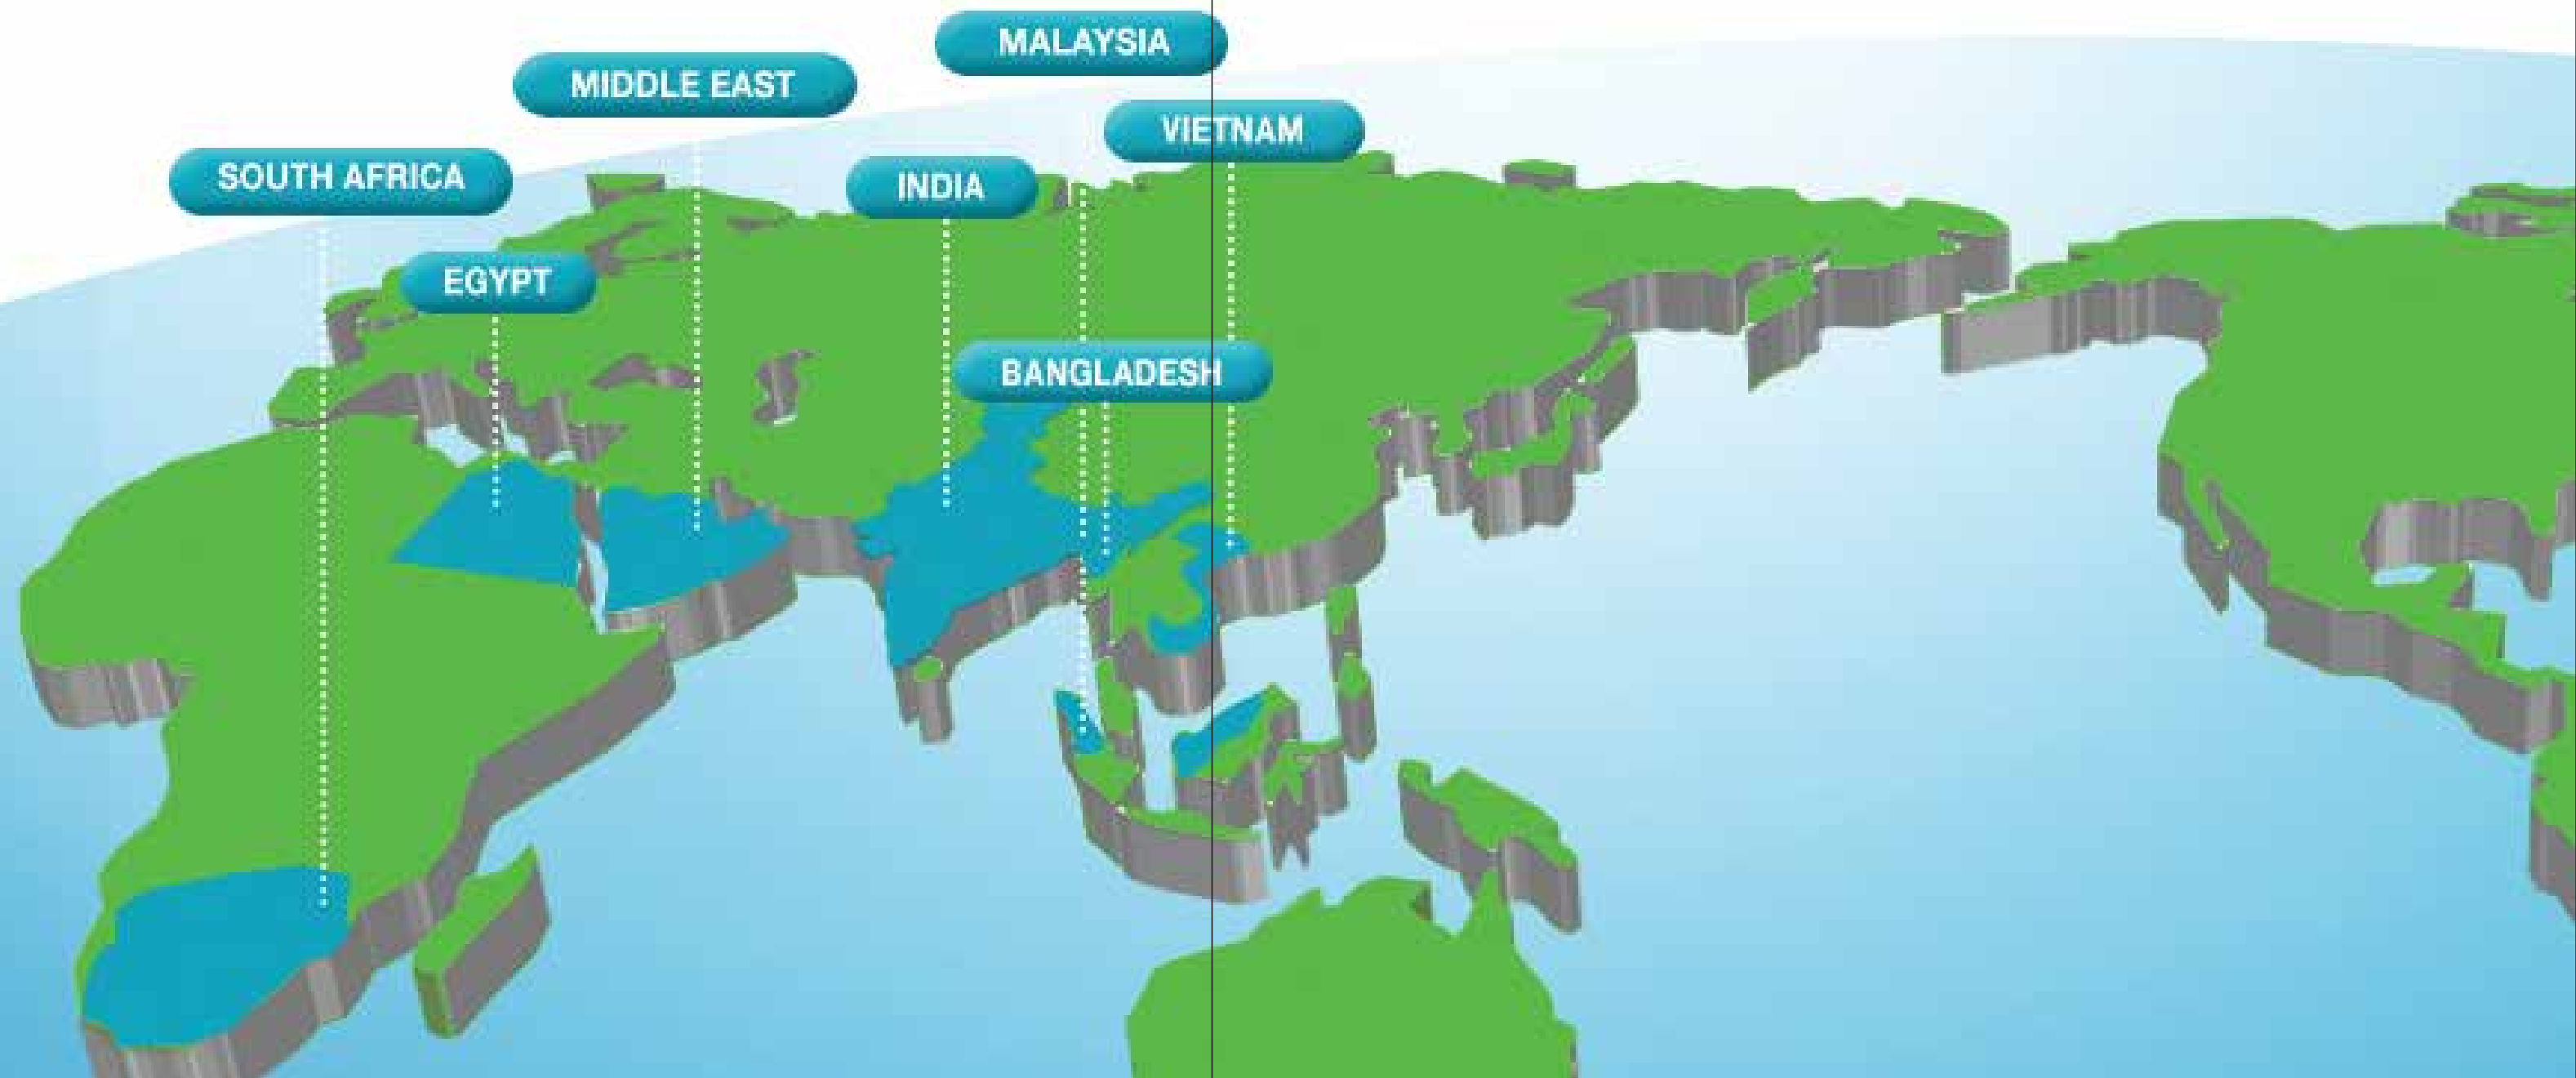 MALAYSIA
MIDDLE EAST
VIETNAM
SOUTH AFRICA
INDIA
EGYPT
BANGLADESH